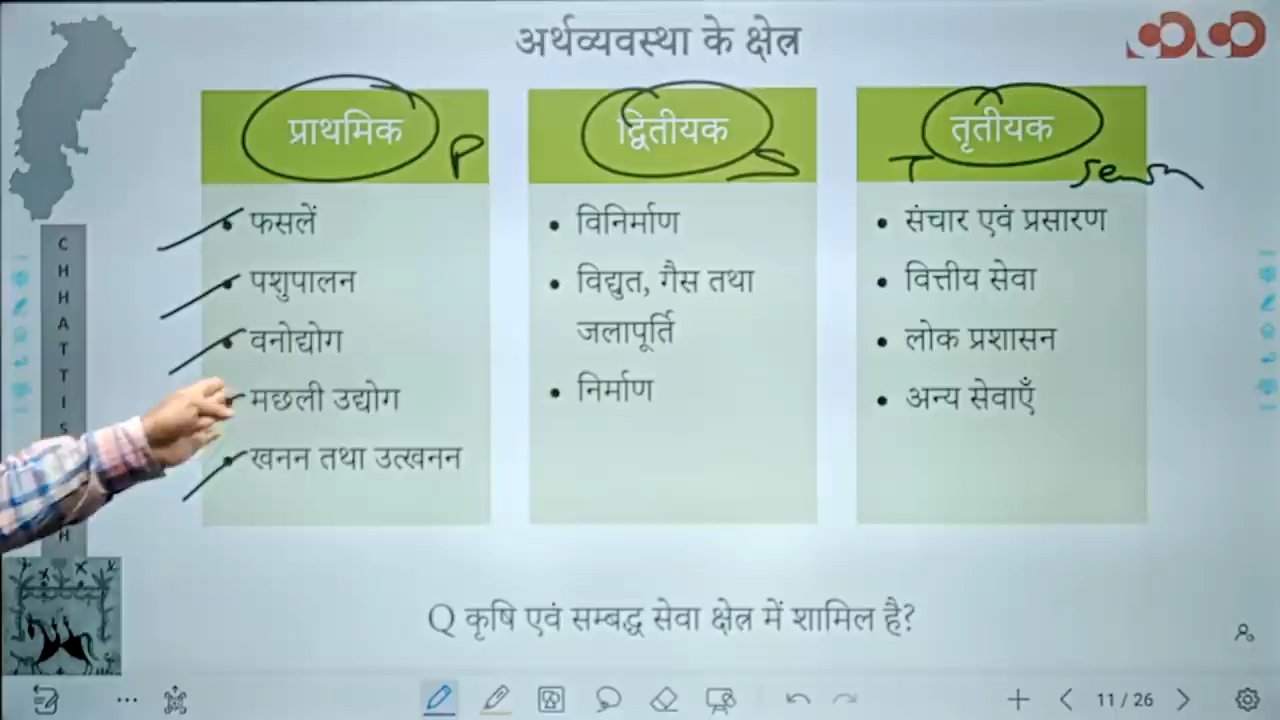 अर्थव्यवस्था के क्षेत्र
प्राथमिक P
फसलें
पशुपालन
वनोद्योग
मछली उद्योग
खनन तथा उत्खनन
द्वितीयक S
विनिर्माण
विद्युत, गैस तथा
जलापूर्ति
निर्माण
तृतीयक
T
संचार एवं प्रसारण
वित्तीय सेवा
लोक प्रशासन
अन्य सेवाएँ
Q कृषि एवं सम्बद्ध सेवा क्षेत्र में शामिल है?
C
H
H
A
T
T
I
S
H
11 / 26